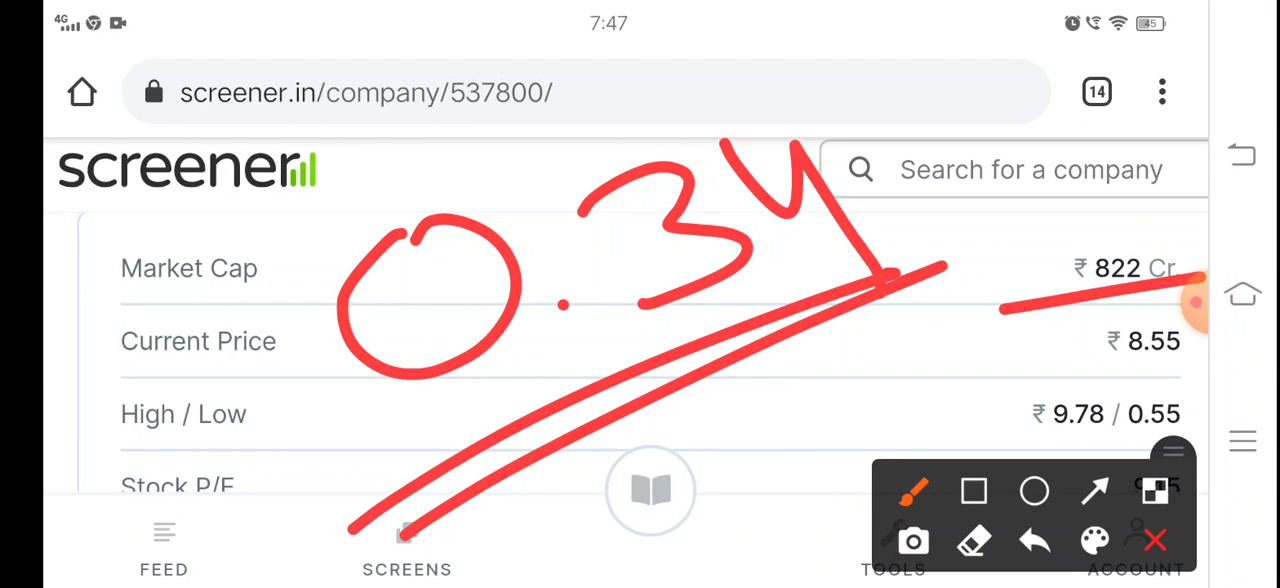 4G 7:47 45
screener.in/company/537800/ 14
screener Search for a company
0.34
Market Cap ₹ 822 Cr.
Current Price ₹ 8.55
High / Low ₹ 9.78 / 0.55
Stock P/E
FEED SCREENS TOOLS ACCOUNT